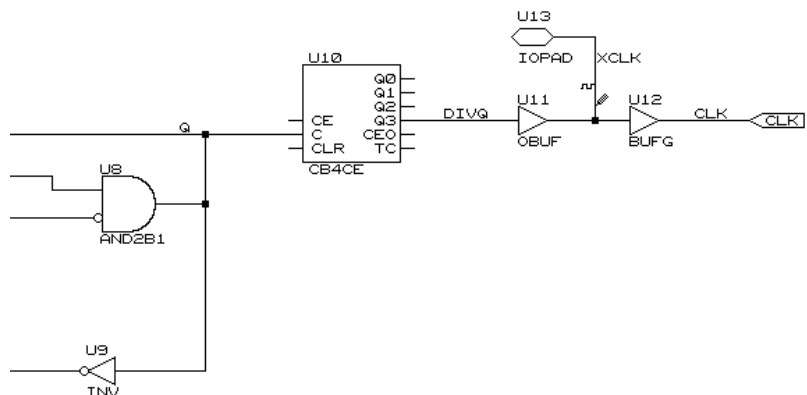 U13
IOPAD XCLK
U10
Q0
Q1
Q2
CE Q3
C CEO
CLR TC
CB4CE
DIVQ
U11
OBUF
U12
BUFG
CLK
CLK
Q
U8
AND2B1
U9
INV